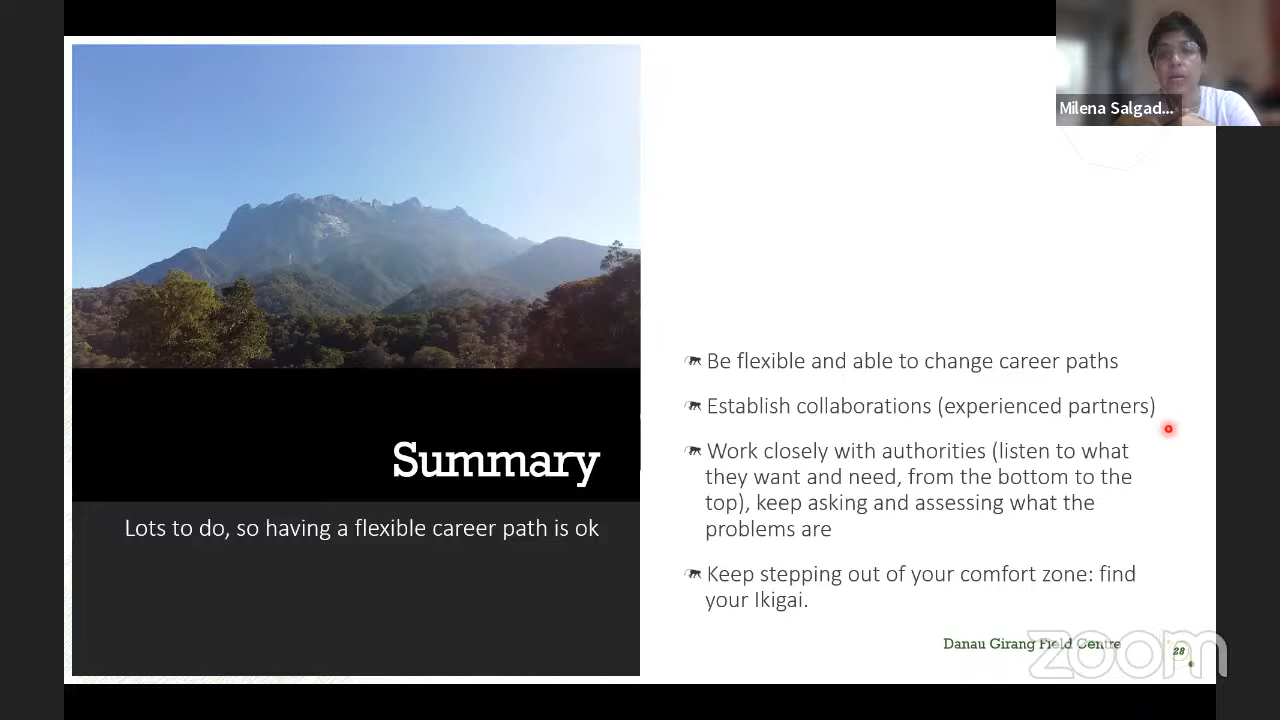 Milena Salgad...
Summary
Lots to do, so having a flexible career path is ok
Be flexible and able to change career paths
Establish collaborations (experienced partners)
Work closely with authorities (listen to what
they want and need, from the bottom to the
top), keep asking and assessing what the
problems are
Keep stepping out of your comfort zone: find
your Ikigai.
Danau Girang Field Centre
28
zoom